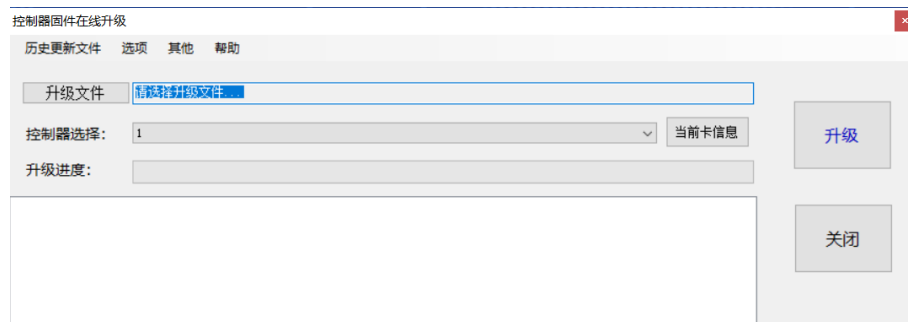 控制器固件在线升级
历史更新文件 选项 其他 帮助
升级文件 请选择升级文件...
控制器选择： 1 当前卡信息
升级
升级进度：
关闭